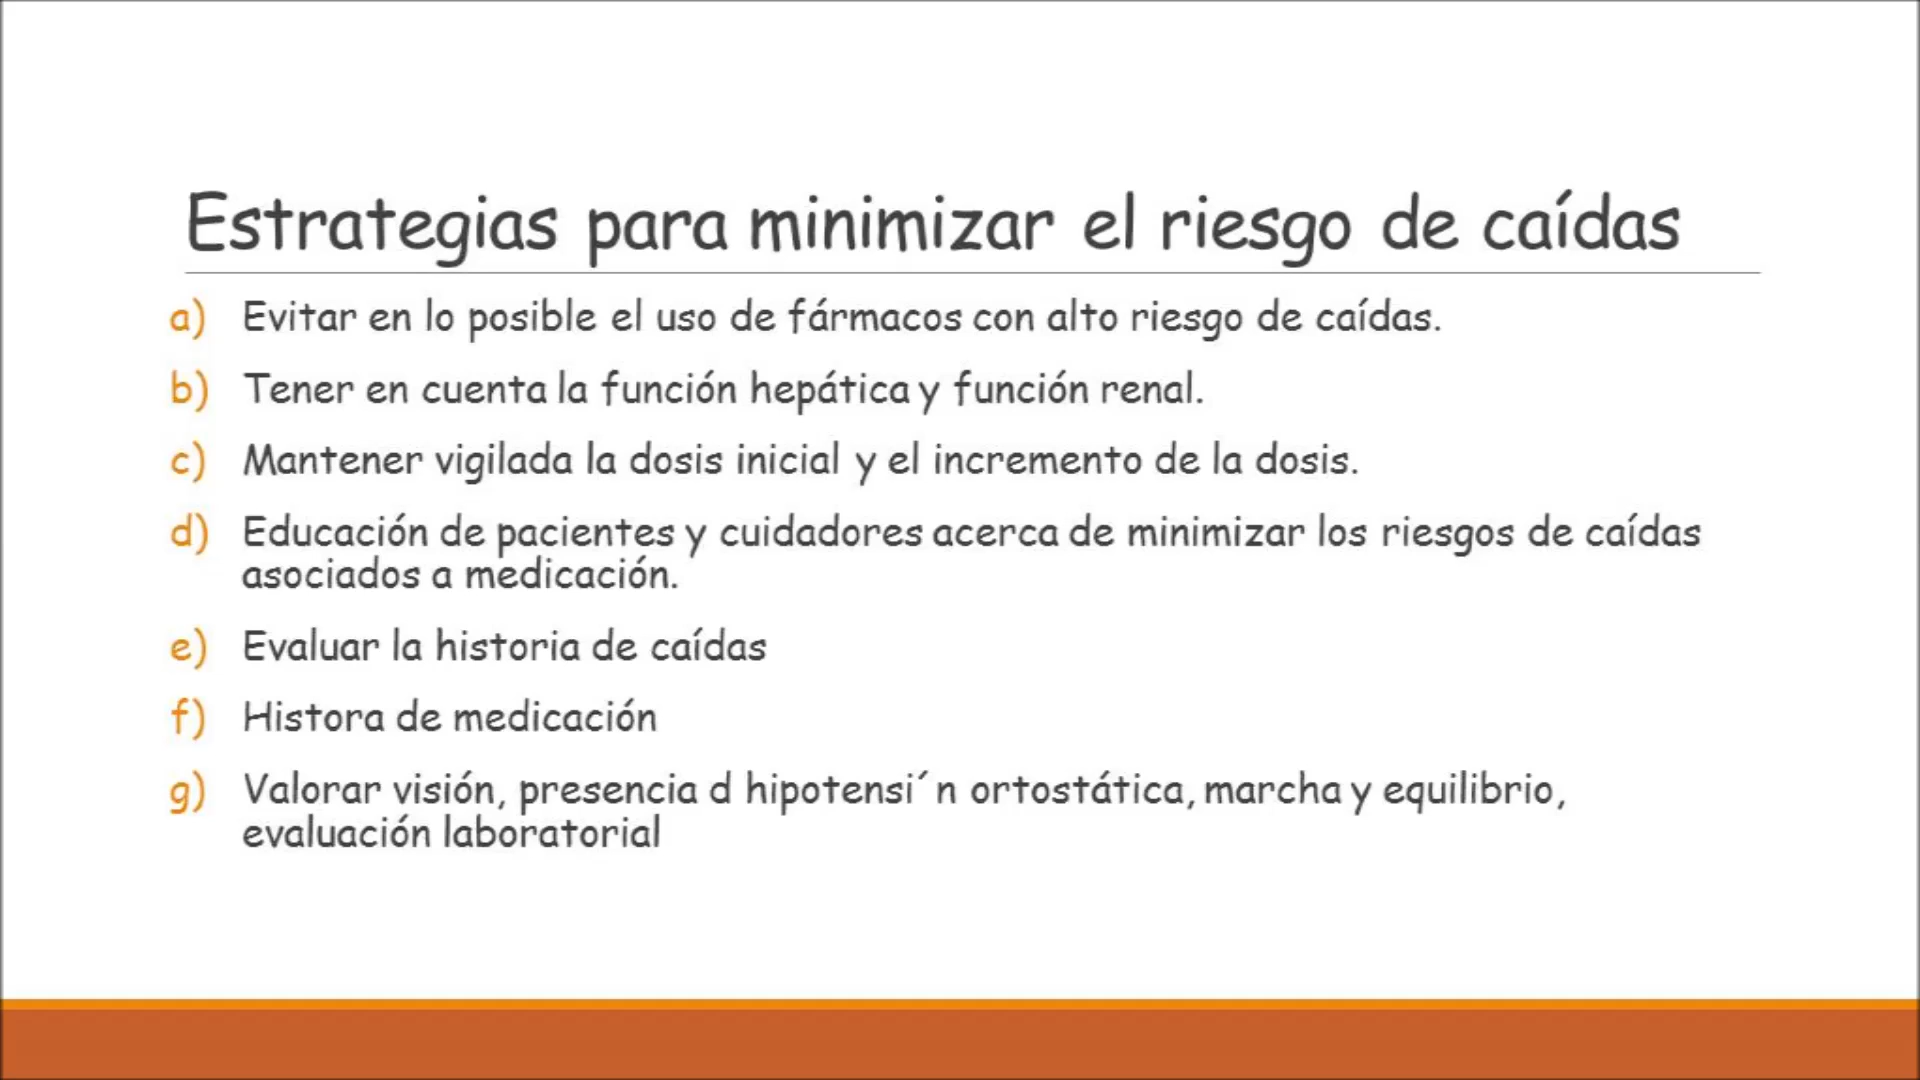 Estrategias para minimizar el riesgo de caídas
a) Evitar en lo posible el uso de fármacos con alto riesgo de caídas.
b) Tener en cuenta la función hepática y función renal.
c) Mantener vigilada la dosis inicial y el incremento de la dosis.
d) Educación de pacientes y cuidadores acerca de minimizar los riesgos de caídas
asociados a medicación.
e) Evaluar la historia de caídas
f) Histora de medicación
g) Valorar visión, presencia d hipotensi´n ortostática, marcha y equilibrio,
evaluación laboratorial